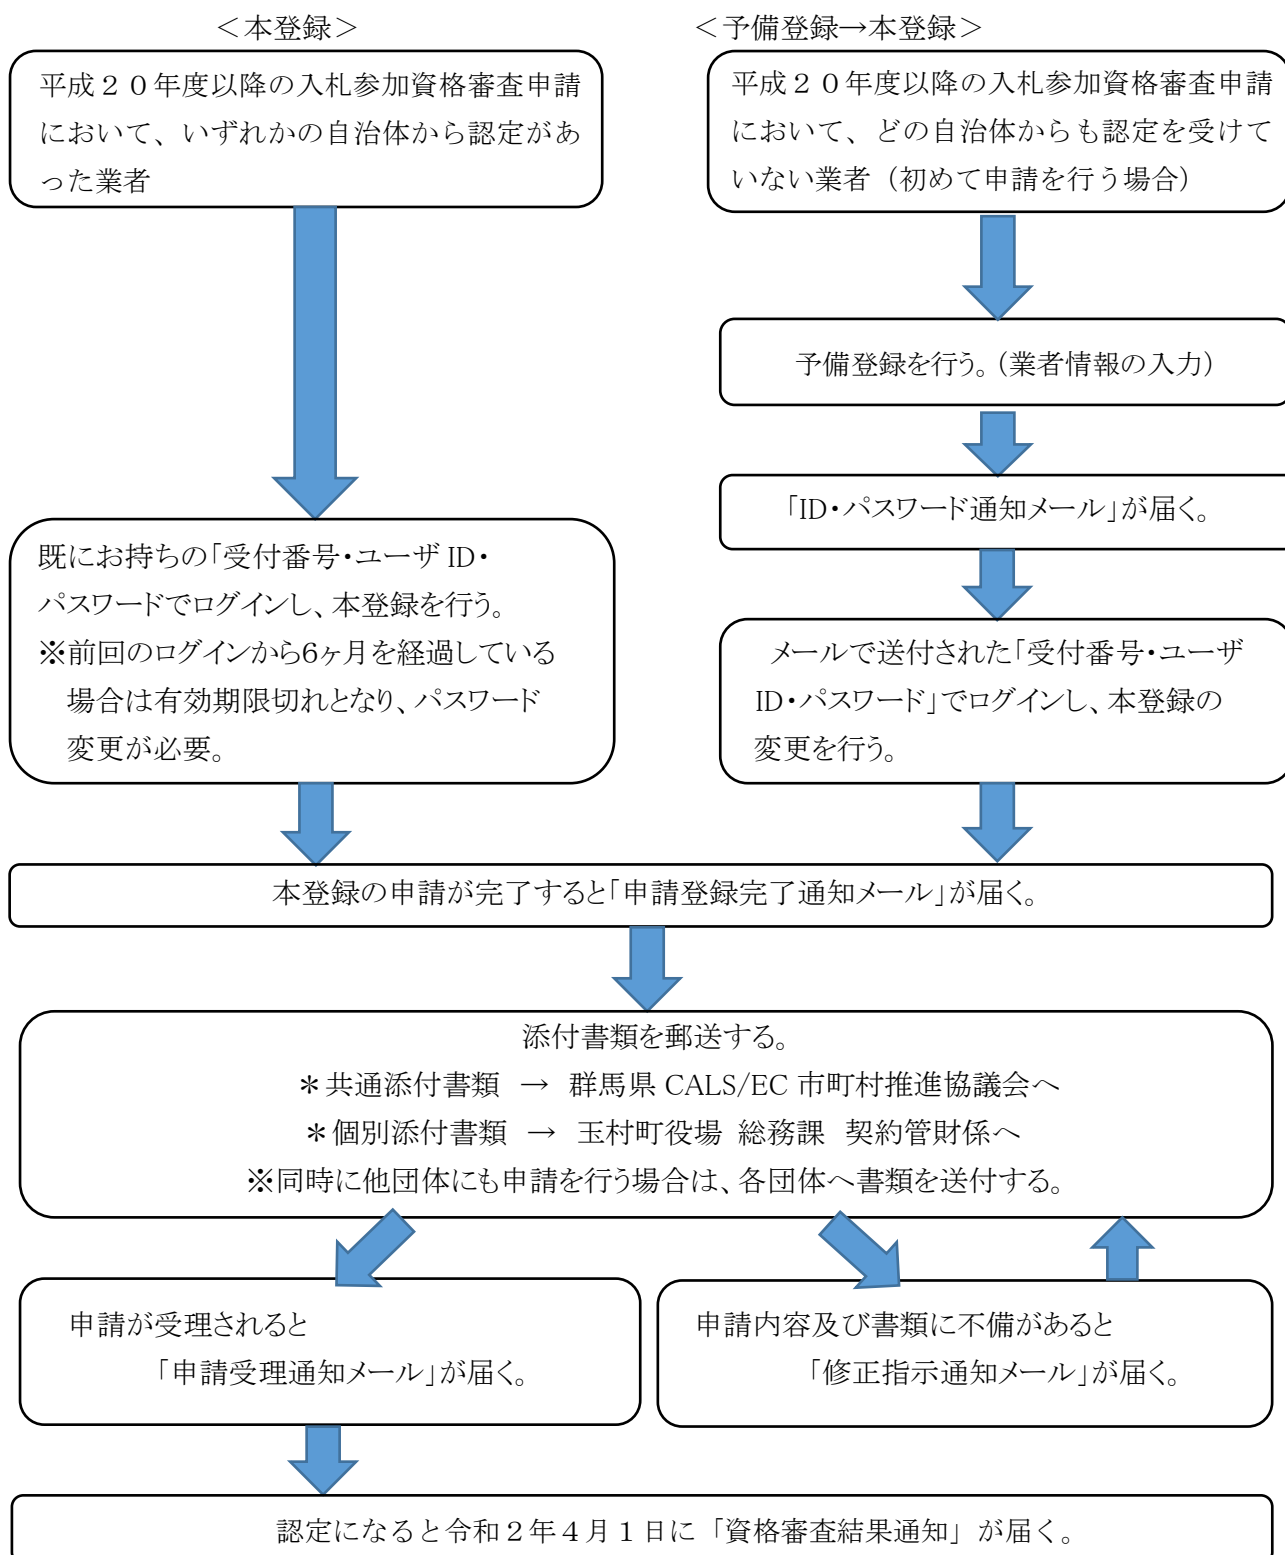 ＜本登録＞
平成２０年度以降の入札参加資格審査申請
において、いずれかの自治体から認定があ
った業者
＜予備登録→本登録＞
平成２０年度以降の入札参加資格審査申請
において、どの自治体からも認定を受けて
いない業者（初めて申請を行う場合）
予備登録を行う。（業者情報の入力）
「ID・パスワード通知メール」が届く。
既にお持ちの「受付番号・ユーザ ID・
パスワードでログインし、本登録を行う。
※前回のログインから６ヶ月を経過している
場合は有効期限切れとなり、パスワード
変更が必要。
メールで送付された「受付番号・ユーザ
ID・パスワード」でログインし、本登録の
変更を行う。
本登録の申請が完了すると「申請登録完了通知メール」が届く。
添付書類を郵送する。
＊共通添付書類 → 群馬県 CALS/EC 市町村推進協議会へ
＊個別添付書類 → 玉村町役場 総務課 契約管財係へ
※同時に他団体にも申請を行う場合は、各団体へ書類を送付する。
申請が受理されると
「申請受理通知メール」が届く。
申請内容及び書類に不備があると
「修正指示通知メール」が届く。
認定になると令和２年４月１日に「資格審査結果通知」が届く。